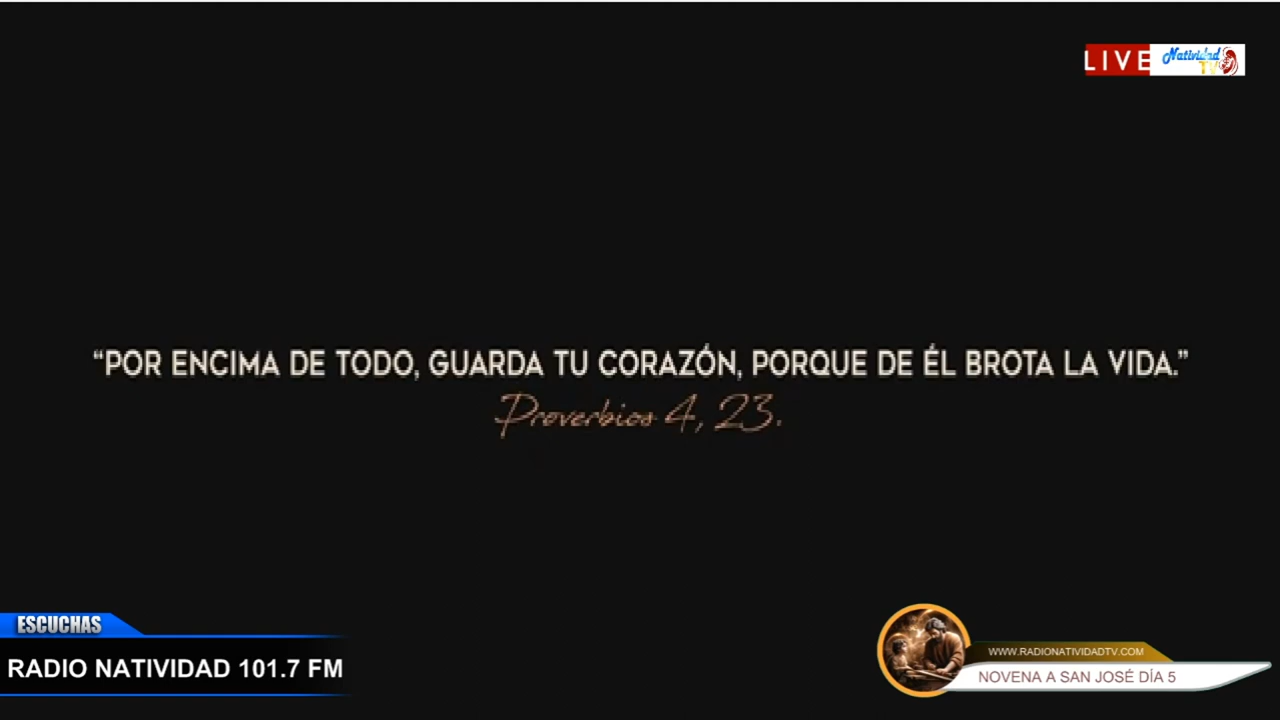 LIVE Natividad TV
“POR ENCIMA DE TODO, GUARDA TU CORAZÓN, PORQUE DE ÉL BROTA LA VIDA.”
Proverbios 4, 23.
ESCUCHAS
RADIO NATIVIDAD 101.7 FM
WWW.RADIONATIVIDADTV.COM
NOVENA A SAN JOSÉ DÍA 5